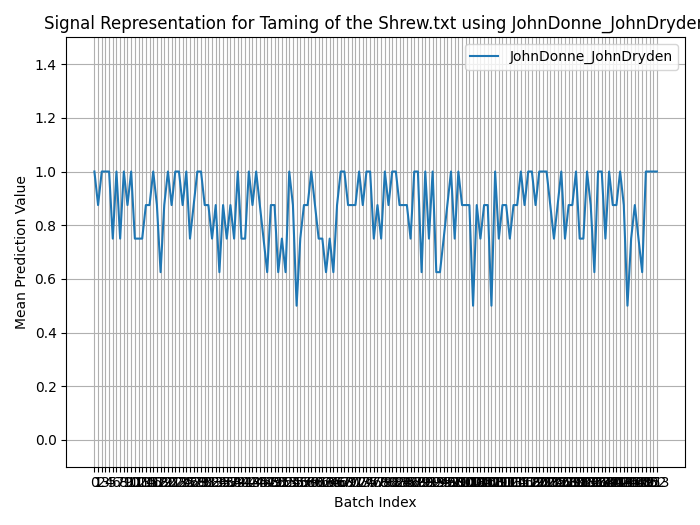 Signal Representation for Taming of the Shrew.txt using JohnDonne_JohnDryden
JohnDonne_JohnDryden
1.4
1.2
1.0
0.8
0.6
0.4
0.2
0.0
Mean Prediction Value
Batch Index